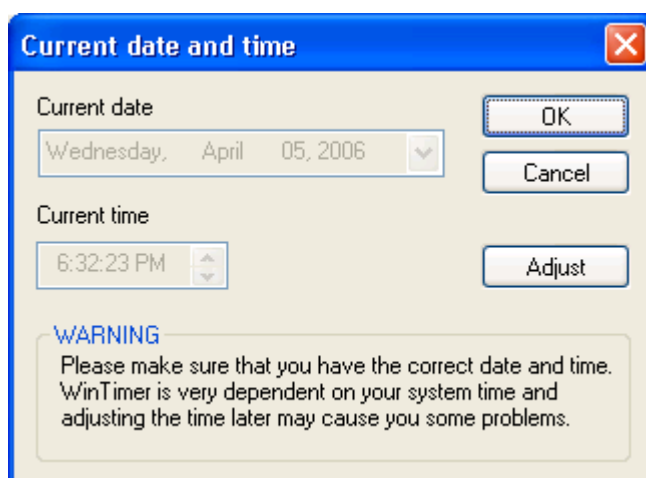 Current date and time
Current date
OK
Wednesday, April 05, 2006
Cancel
Current time
6:32:23 PM
Adjust
WARNING
Please make sure that you have the correct date and time.
WinTimer is very dependent on your system time and
adjusting the time later may cause you some problems.